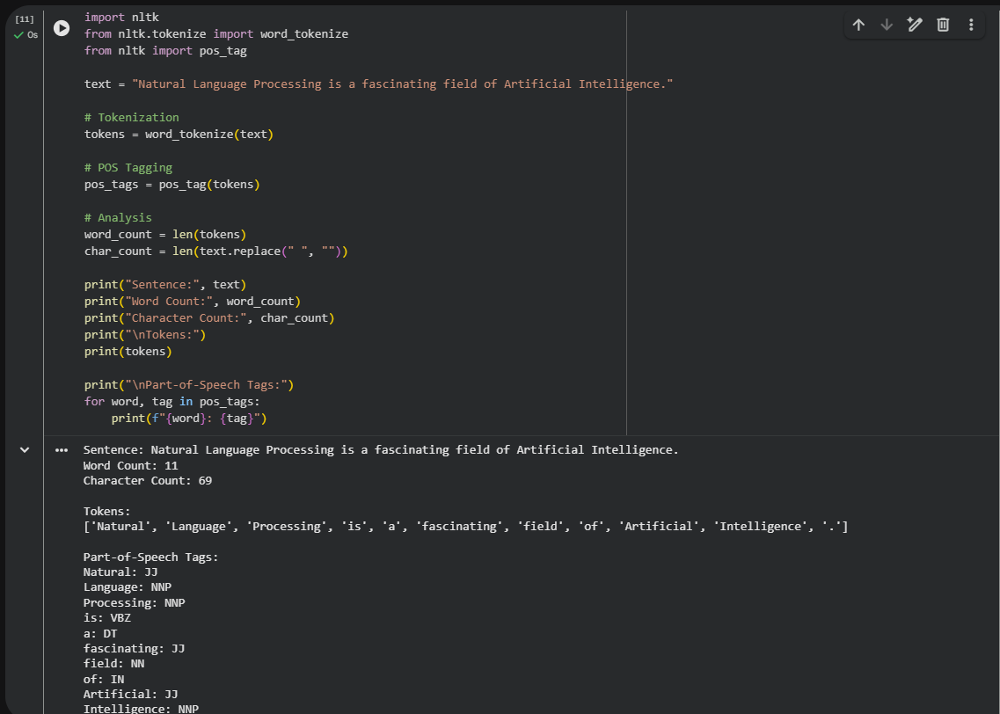 [11]
0s
import nltk
from nltk.tokenize import word_tokenize
from nltk import pos_tag
text = "Natural Language Processing is a fascinating field of Artificial Intelligence."
# Tokenization
tokens = word_tokenize(text)
# POS Tagging
pos_tags = pos_tag(tokens)
# Analysis
word_count = len(tokens)
char_count = len(text.replace(" ", ""))
print("Sentence:", text)
print("Word Count:", word_count)
print("Character Count:", char_count)
print("\nTokens:")
print(tokens)
print("\nPart-of-Speech Tags:")
for word, tag in pos_tags:
    print(f"{word}: {tag}")
Sentence: Natural Language Processing is a fascinating field of Artificial Intelligence.
Word Count: 11
Character Count: 69
Tokens:
['Natural', 'Language', 'Processing', 'is', 'a', 'fascinating', 'field', 'of', 'Artificial', 'Intelligence', '.']
Part-of-Speech Tags:
Natural: JJ
Language: NNP
Processing: NNP
is: VBZ
a: DT
fascinating: JJ
field: NN
of: IN
Artificial: JJ
Intelligence: NNP